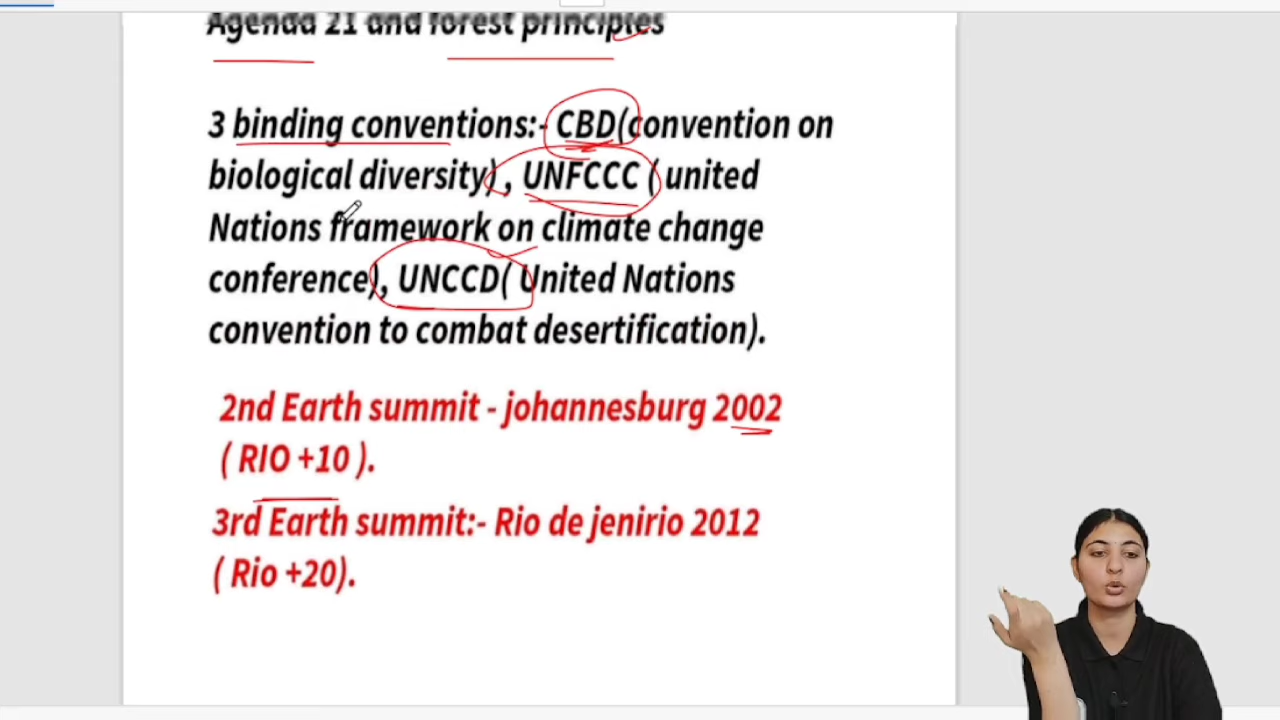 Agenda 21 and forest principles
3 binding conventions:- CBD(convention on
biological diversity) , UNFCCC ( united
Nations framework on climate change
conference), UNCCD( United Nations
convention to combat desertification).
2nd Earth summit - johannesburg 2002
( RIO +10 ).
3rd Earth summit:- Rio de jenirio 2012
( Rio +20).